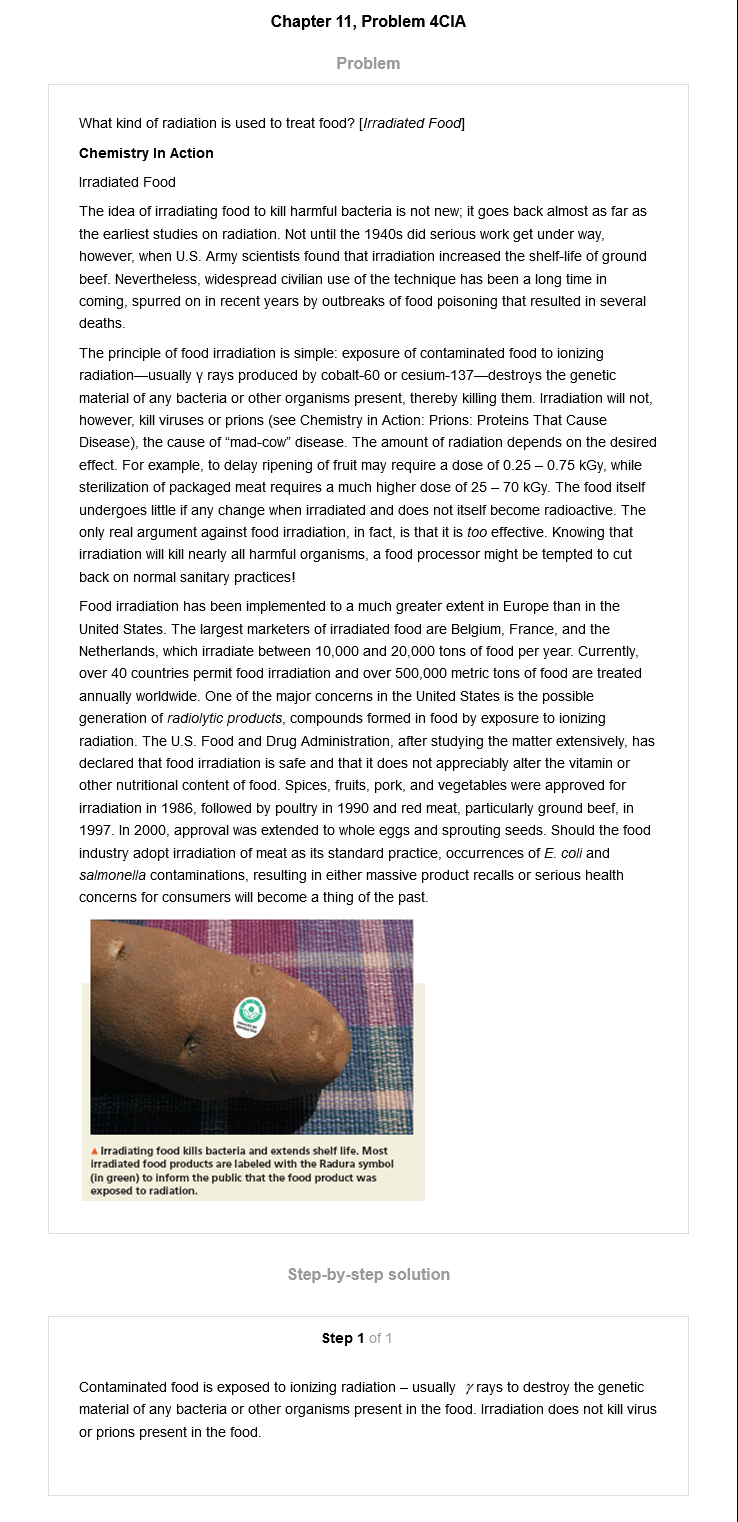 Chapter 11, Problem 4CIA
Problem
What kind of radiation is used to treat food? [Irradiated Food]
Chemistry In Action
Irradiated Food
The idea of irradiating food to kill harmful bacteria is not new; it goes back almost as far as
the earliest studies on radiation. Not until the 1940s did serious work get under way,
however, when U.S. Army scientists found that irradiation increased the shelf-life of ground
beef. Nevertheless, widespread civilian use of the technique has been a long time in
coming, spurred on in recent years by outbreaks of food poisoning that resulted in several
deaths.
The principle of food irradiation is simple: exposure of contaminated food to ionizing
radiation—usually γ rays produced by cobalt-60 or cesium-137—destroys the genetic
material of any bacteria or other organisms present, thereby killing them. Irradiation will not,
however, kill viruses or prions (see Chemistry in Action: Prions: Proteins That Cause
Disease), the cause of “mad-cow” disease. The amount of radiation depends on the desired
effect. For example, to delay ripening of fruit may require a dose of 0.25 – 0.75 kGy, while
sterilization of packaged meat requires a much higher dose of 25 – 70 kGy. The food itself
undergoes little if any change when irradiated and does not itself become radioactive. The
only real argument against food irradiation, in fact, is that it is too effective. Knowing that
irradiation will kill nearly all harmful organisms, a food processor might be tempted to cut
back on normal sanitary practices!
Food irradiation has been implemented to a much greater extent in Europe than in the
United States. The largest marketers of irradiated food are Belgium, France, and the
Netherlands, which irradiate between 10,000 and 20,000 tons of food per year. Currently,
over 40 countries permit food irradiation and over 500,000 metric tons of food are treated
annually worldwide. One of the major concerns in the United States is the possible
generation of radiolytic products, compounds formed in food by exposure to ionizing
radiation. The U.S. Food and Drug Administration, after studying the matter extensively, has
declared that food irradiation is safe and that it does not appreciably alter the vitamin or
other nutritional content of food. Spices, fruits, pork, and vegetables were approved for
irradiation in 1986, followed by poultry in 1990 and red meat, particularly ground beef, in
1997. In 2000, approval was extended to whole eggs and sprouting seeds. Should the food
industry adopt irradiation of meat as its standard practice, occurrences of E. coli and
salmonella contaminations, resulting in either massive product recalls or serious health
concerns for consumers will become a thing of the past.
▲ Irradiating food kills bacteria and extends shelf life. Most
irradiated food products are labeled with the Radura symbol
(in green) to inform the public that the food product was
exposed to radiation.
Step-by-step solution
Step 1 of 1
Contaminated food is exposed to ionizing radiation – usually γ rays to destroy the genetic
material of any bacteria or other organisms present in the food. Irradiation does not kill virus
or prions present in the food.